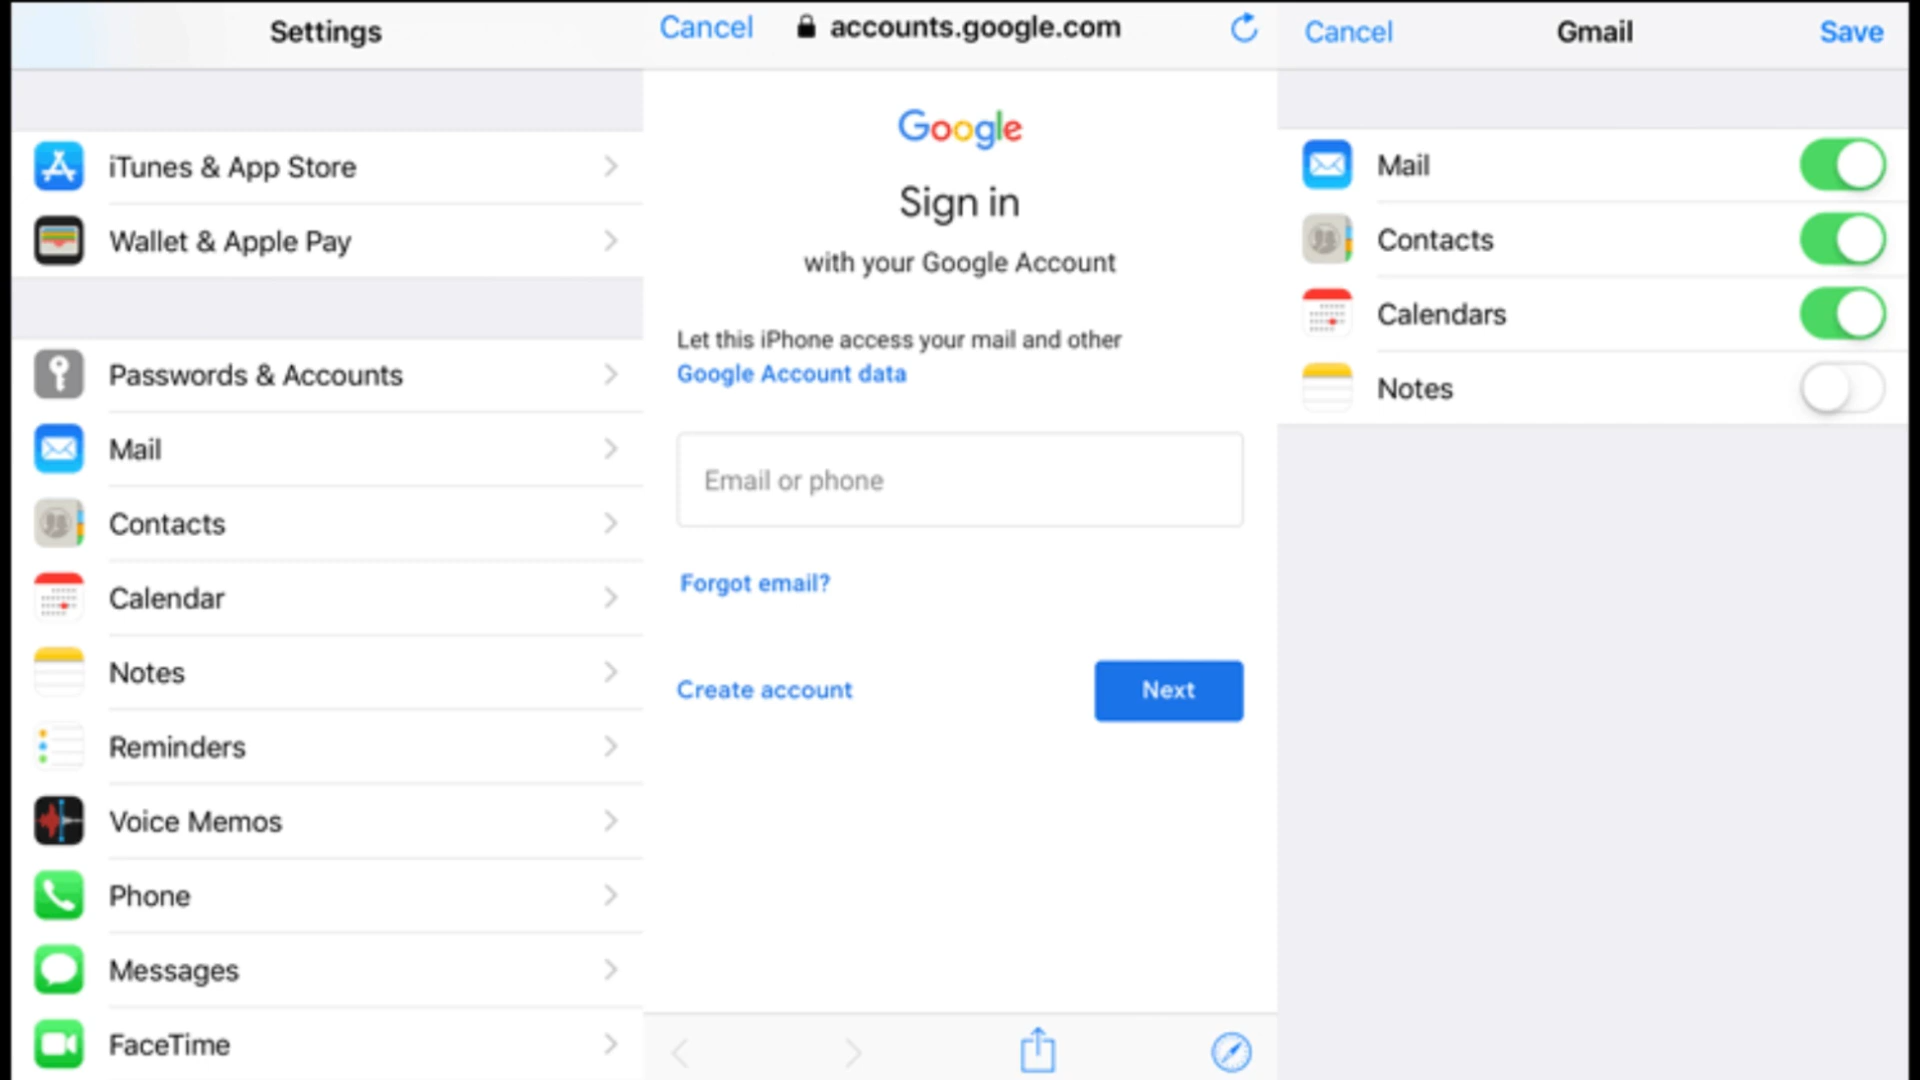 Settings
iTunes & App Store
Wallet & Apple Pay
Passwords & Accounts
Mail
Contacts
Calendar
Notes
Reminders
Voice Memos
Phone
Messages
FaceTime
Cancel accounts.google.com
Google
Sign in
with your Google Account
Let this iPhone access your mail and other
Google Account data
Email or phone
Forgot email?
Create account Next
Cancel Gmail Save
Mail
Contacts
Calendars
Notes